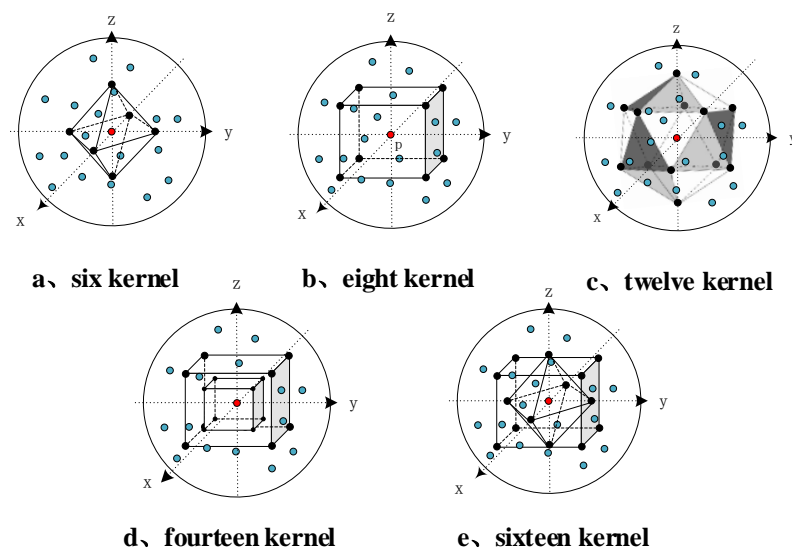 z
y
x
a、six kernel
z
y
p
x
b、eight kernel
z
y
x
c、twelve kernel
z
y
x
d、fourteen kernel
z
y
x
e、sixteen kernel